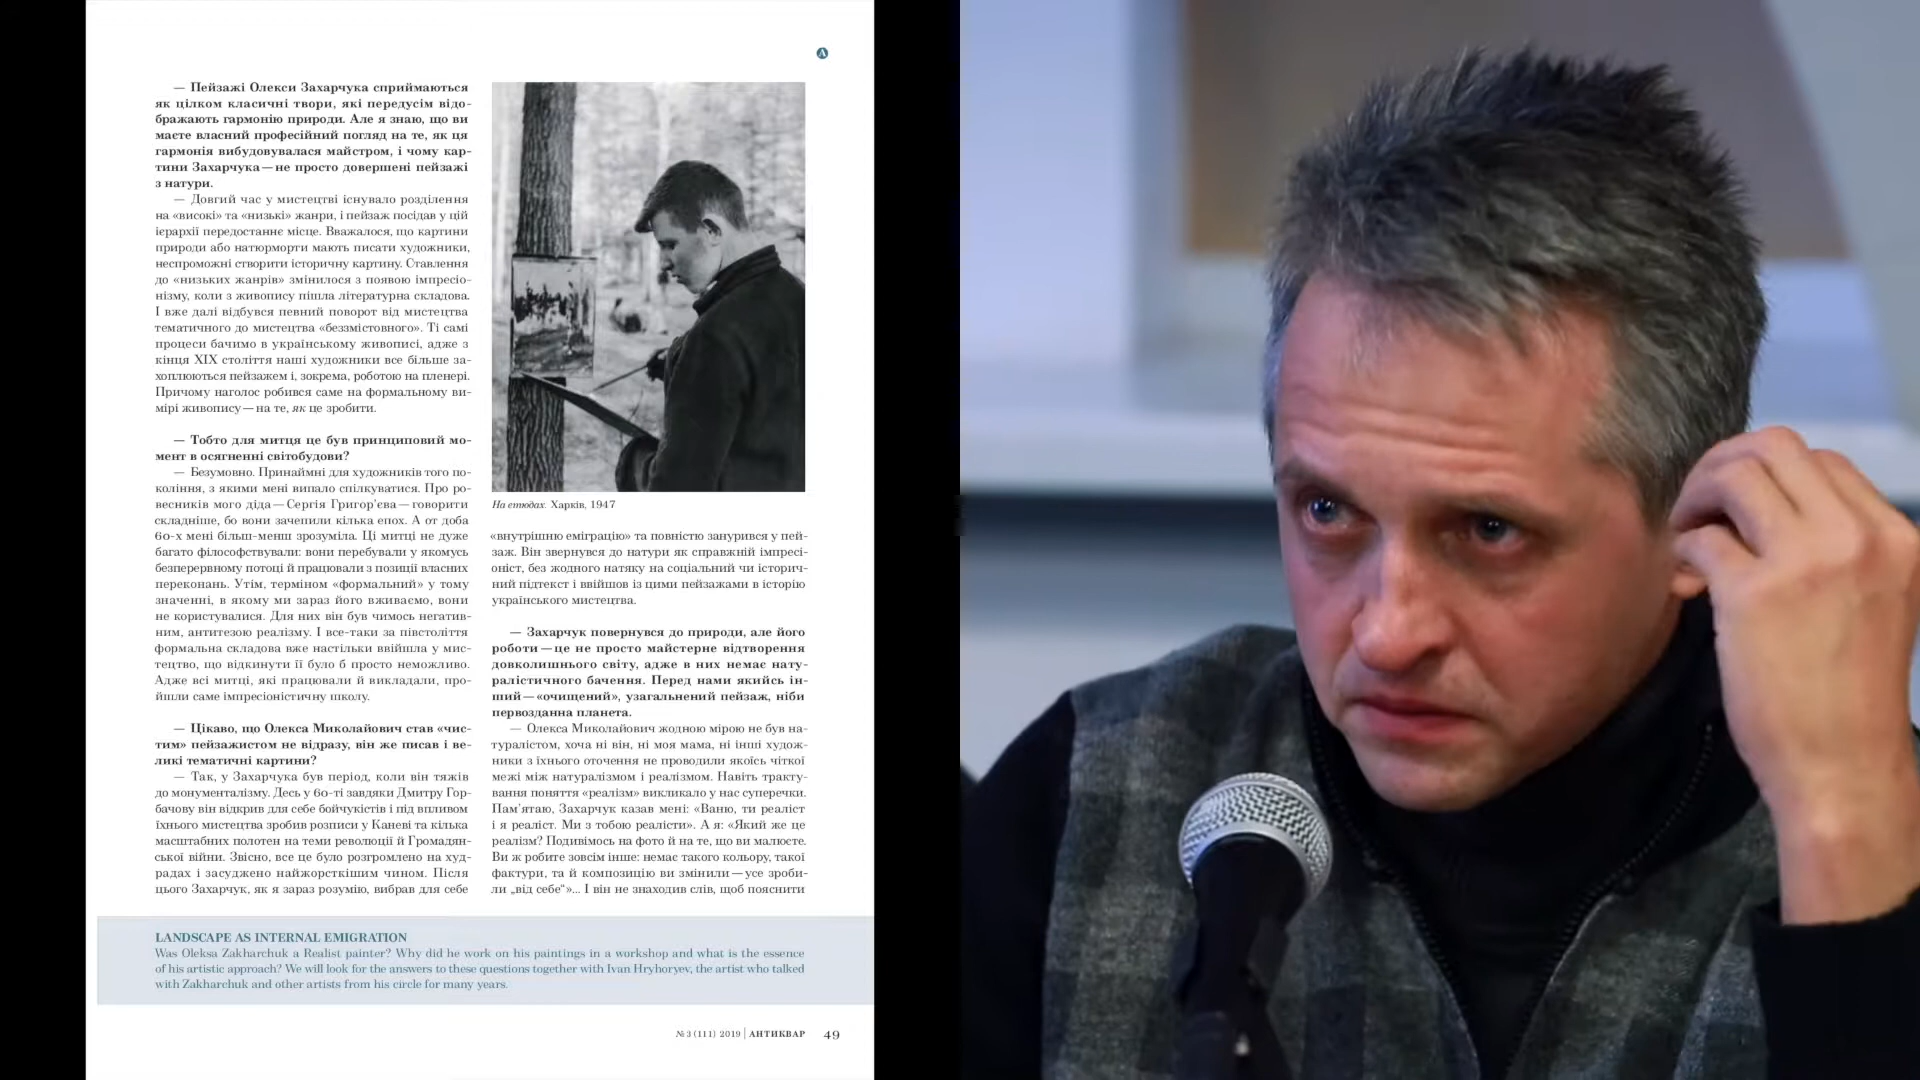 — Пейзажі Олекси Захарчука сприймаються
як цілком класичні твори, які передусім відо-
бражають гармонію природи. Але я знаю, що ви
маєте власний професійний погляд на те, як ця
гармонія вибудовувалася майстром, і чому кар-
тини Захарчука — не просто довершені пейзажі
з натури.
— Довгий час у мистецтві існувало розділення
на «високі» та «низькі» жанри, і пейзаж посідав у цій
ієрархії передостаннє місце. Вважалося, що картини
природи або натюрморти мають писати художники,
неспроможні створити історичну картину. Ставлення
до «низьких жанрів» змінилося з появою імпресіо-
нізму, коли з живопису пішла літературна складова.
І вже далі відбувся певний поворот від мистецтва
тематичного до мистецтва «беззмістовного». Ті самі
процеси бачимо в українському живописі, адже з
кінця XIX століття наші художники все більше за-
хоплюються пейзажем і, зокрема, роботою на пленері.
Причому наголос робився саме на формальному ви-
мірі живопису — на те, як це зробити.
— Тобто для митця це був принциповий мо-
мент в осягненні світобудови?
— Безумовно. Принаймні для художників того по-
коління, з якими мені випало спілкуватися. Про ро-
весників мого діда — Сергія Григор'єва — говорити
складніше, бо вони зачепили кілька епох. А от доба
60-х мені більш-менш зрозуміла. Ці митці не дуже
багато філософствували: вони перебували у якомусь
безперервному потоці й працювали з позиції власних
переконань. Утім, терміном «формальний» у тому
значенні, в якому ми зараз його вживаємо, вони
не користувалися. Для них він був чимось негатив-
ним, антитезою реалізму. І все-таки за півстоліття
формальна складова вже настільки ввійшла у мис-
тецтво, що відкинути її було б просто неможливо.
Адже всі митці, які працювали й викладали, про-
йшли саме імпресіоністичну школу.
— Цікаво, що Олекса Миколайович став «чис-
тим» пейзажистом не відразу, він же писав і ве-
ликі тематичні картини?
— Так, у Захарчука був період, коли він тяжів
до монументалізму. Десь у 60-ті завдяки Дмитру Гор-
бачову він відкрив для себе бойчукістів і під впливом
їхнього мистецтва зробив розписи у Каневі та кілька
масштабних полотен на теми революції й Громадян-
ської війни. Звісно, все це було розгромлено на худ-
радах і засуджено найжорсткішим чином. Після
цього Захарчук, як я зараз розумію, вибрав для себе
На етюдах. Харків, 1947
«внутрішню еміграцію» та повністю занурився у пей-
заж. Він звернувся до натури як справжній імпресі-
оніст, без жодного натяку на соціальний чи історич-
ний підтекст і ввійшов із цими пейзажами в історію
українського мистецтва.
— Захарчук повернувся до природи, але його
роботи — це не просто майстерне відтворення
довколишнього світу, адже в них немає нату-
ралістичного бачення. Перед нами якийсь ін-
ший — «очищений», узагальнений пейзаж, ніби
первозданна планета.
— Олекса Миколайович жодною мірою не був на-
туралістом, хоча ні він, ні моя мама, ні інші худож-
ники з їхнього оточення не проводили якоїсь чіткої
межі між натуралізмом і реалізмом. Навіть тракту-
вання поняття «реалізм» викликало у нас суперечки.
Пам'ятаю, Захарчук казав мені: «Ваню, ти реаліст
і я реаліст. Ми з тобою реалісти». А я: «Який же це
реалізм? Подивімось на фото й на те, що ви малюєте.
Ви ж робите зовсім інше: немає такого кольору, такої
фактури, та й композицію ви змінили — усе зроби-
ли „від себе“»... І він не знаходив слів, щоб пояснити
LANDSCAPE AS INTERNAL EMIGRATION
Was Oleksa Zakharchuk a Realist painter? Why did he work on his paintings in a workshop and what is the essence
of his artistic approach? We will look for the answers to these questions together with Ivan Hryhoryev, the artist who talked
with Zakharchuk and other artists from his circle for many years.
№ 3 (111) 2019 | АНТИКВАР 49